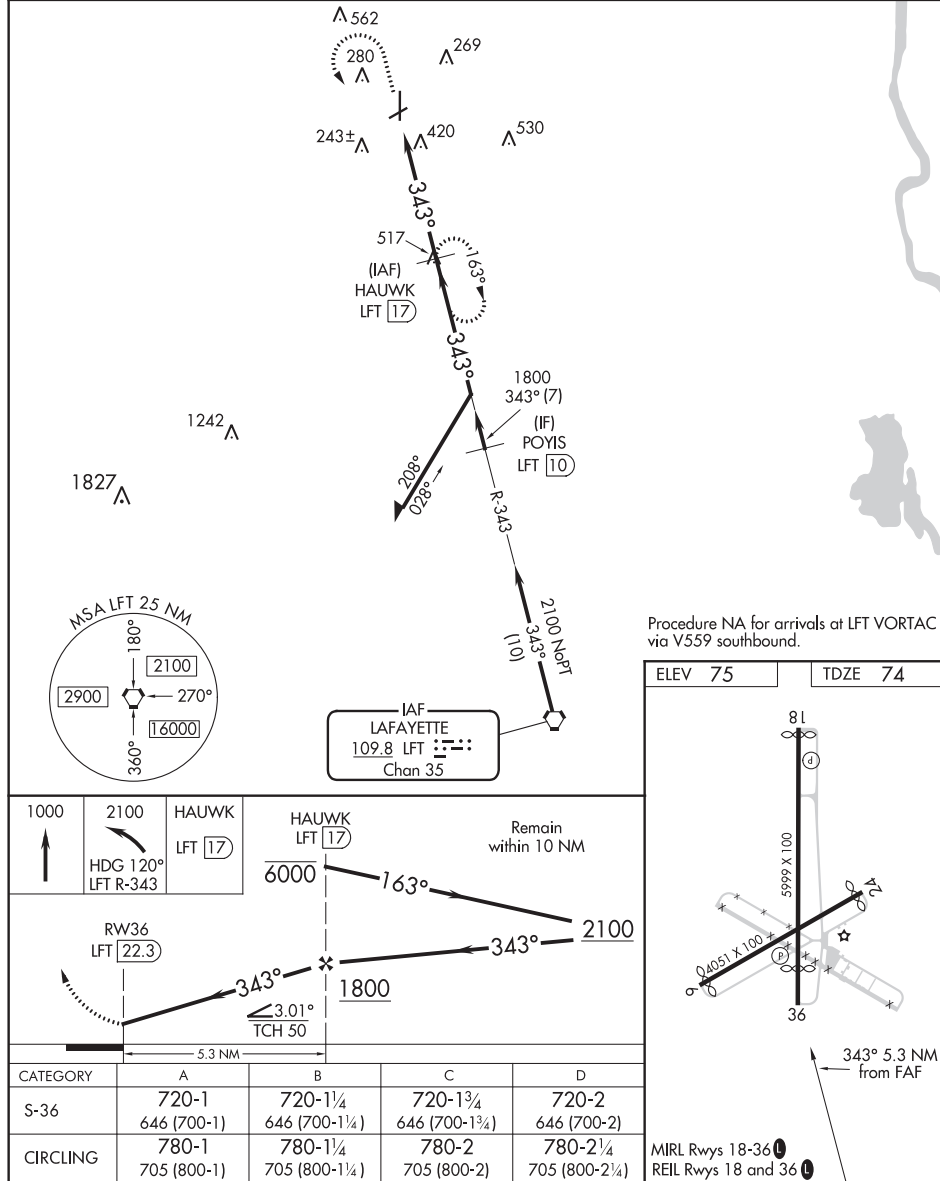 562
280
269
243±
420
530
343°
517
163°
(IAF)
HAUWK
LFT 17
343°
1800
343° (7)
(IF)
POYIS
LFT 10
1242
1827
208°
028°
R-343
2100 NoPT
343°
(10)
MSA LFT 25 NM
180°
2100
2900
270°
16000
360°
IAF
LAFAYETTE
109.8 LFT
Chan 35
Procedure NA for arrivals at LFT VORTAC
via V559 southbound.
ELEV 75
TDZE 74
18
P
5999 X 100
24
4051 X 100
P
6
36
343° 5.3 NM
from FAF
MIRL Rwys 18-36 L
REIL Rwys 18 and 36 L
1000
2100
HDG 120°
LFT R-343
HAUWK
LFT 17
HAUWK
LFT 17
Remain
within 10 NM
6000
163°
2100
343°
RW36
LFT 22.3
343°
1800
3.01°
TCH 50
5.3 NM
CATEGORY A B C D
S-36 720-1 720-1¼ 720-1¾ 720-2
646 (700-1) 646 (700-1¼) 646 (700-1¾) 646 (700-2)
CIRCLING 780-1 780-1¼ 780-2 780-2¼
705 (800-1) 705 (800-1¼) 705 (800-2) 705 (800-2¼)